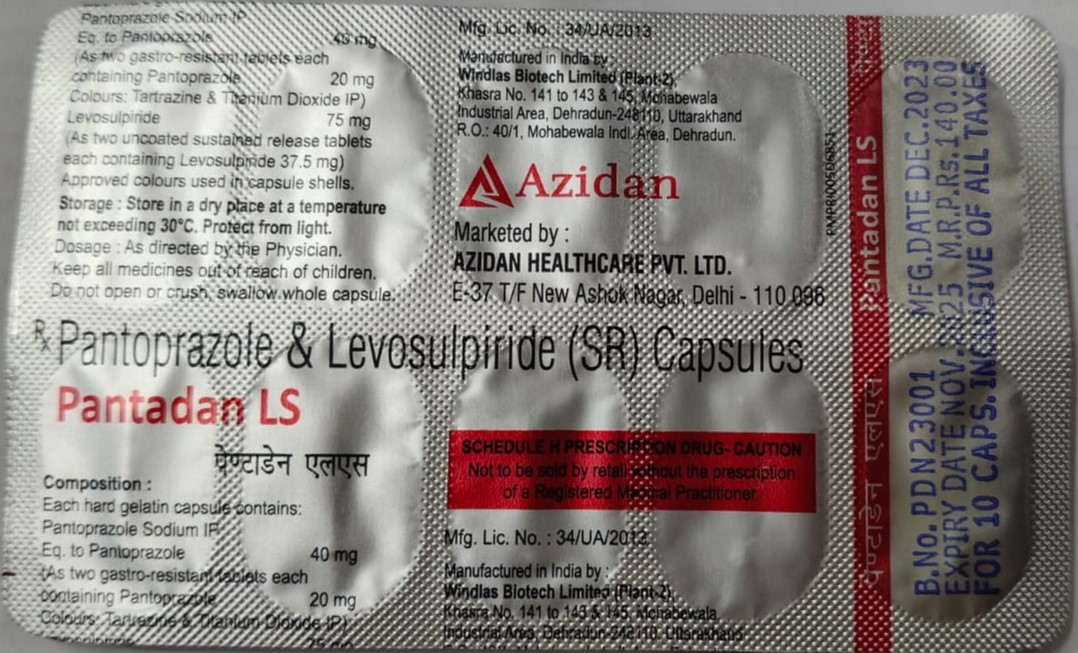 Pantoprazole Sodium IP
Eq. to Pantoprazole 40 mg
(As two gastro-resistant tablets each
containing Pantoprazole 20 mg
Colours: Tartrazine & Titanium Dioxide IP)
Levosulpiride 75 mg
(As two uncoated sustained release tablets
each containing Levosulpiride 37.5 mg)
Approved colours used in capsule shells.
Storage : Store in a dry place at a temperature
not exceeding 30°C. Protect from light.
Dosage : As directed by the Physician.
Keep all medicines out of reach of children.
Do not open or crush, swallow whole capsule.
Mfg. Lic. No. : 34/UA/2013
Manufactured in India by :
Windlas Biotech Limited (Plant-2),
Khasra No. 141 to 143 & 145, Mohabewala
Industrial Area, Dehradun-248110, Uttarakhand
R.O.: 40/1, Mohabewala Indl. Area, Dehradun.
Azidan
Marketed by :
AZIDAN HEALTHCARE PVT. LTD.
E-37 T/F New Ashok Nagar, Delhi - 110 096
Rx Pantoprazole & Levosulpiride (SR) Capsules
Pantadan LS
पेण्टाडेन एलएस
Composition :
Each hard gelatin capsule contains:
Pantoprazole Sodium IP
Eq. to Pantoprazole 40 mg
(As two gastro-resistant tablets each
containing Pantoprazole 20 mg
Colours: Tartrazine & Titanium Dioxide IP)
75 mg
SCHEDULE H PRESCRIPTION DRUG- CAUTION
Not to be sold by retail without the prescription
of a Registered Medical Practitioner
Mfg. Lic. No. : 34/UA/2013
Manufactured in India by :
Windlas Biotech Limited (Plant-2),
Khasra No. 141 to 143 & 145, Mohabewala
Industrial Area, Dehradun-248110, Uttarakhand
पेण्टाडेन एलएस Pantadan LS
B.No. PDN23001 MFG.DATE DEC.2023
EXPIRY DATE NOV.2025 M.R.P.Rs.140.00
FOR 10 CAPS. INCLUSIVE OF ALL TAXES